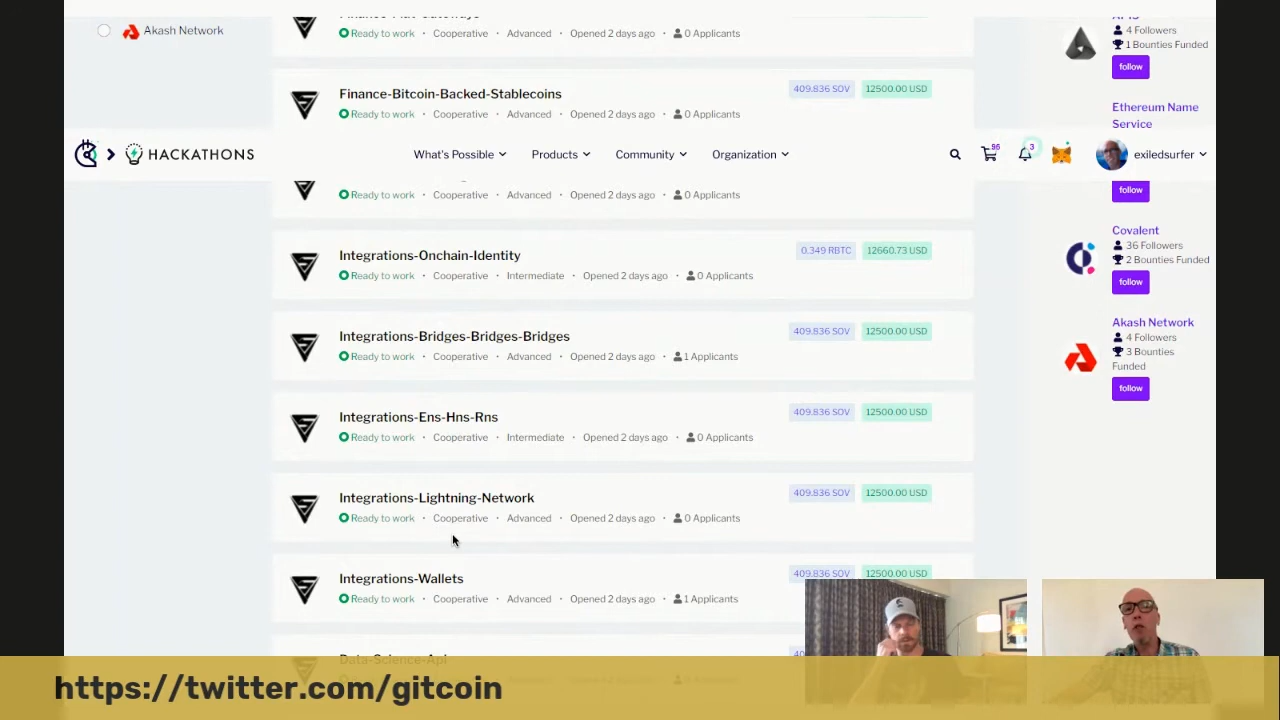 Akash Network
Ready to work • Cooperative • Advanced • Opened 2 days ago • 0 Applicants
4 Followers
1 Bounties Funded
follow
Finance-Bitcoin-Backed-Stablecoins
409.836 SOV 12500.00 USD
Ready to work • Cooperative • Advanced • Opened 2 days ago • 0 Applicants
Ethereum Name
Service
HACKATHONS
What's Possible Products Community Organization
96
3
exiledsurfer
Ready to work • Cooperative • Advanced • Opened 2 days ago • 0 Applicants
follow
Integrations-Onchain-Identity
0.349 RBTC 12660.73 USD
Ready to work • Cooperative • Intermediate • Opened 2 days ago • 0 Applicants
Covalent
36 Followers
2 Bounties Funded
follow
Integrations-Bridges-Bridges-Bridges
409.836 SOV 12500.00 USD
Ready to work • Cooperative • Advanced • Opened 2 days ago • 1 Applicants
Akash Network
4 Followers
3 Bounties
Funded
follow
Integrations-Ens-Hns-Rns
409.836 SOV 12500.00 USD
Ready to work • Cooperative • Intermediate • Opened 2 days ago • 0 Applicants
Integrations-Lightning-Network
409.836 SOV 12500.00 USD
Ready to work • Cooperative • Advanced • Opened 2 days ago • 0 Applicants
Integrations-Wallets
409.836 SOV 12500.00 USD
Ready to work • Cooperative • Advanced • Opened 2 days ago • 1 Applicants
Data-Science-Api
https://twitter.com/gitcoin